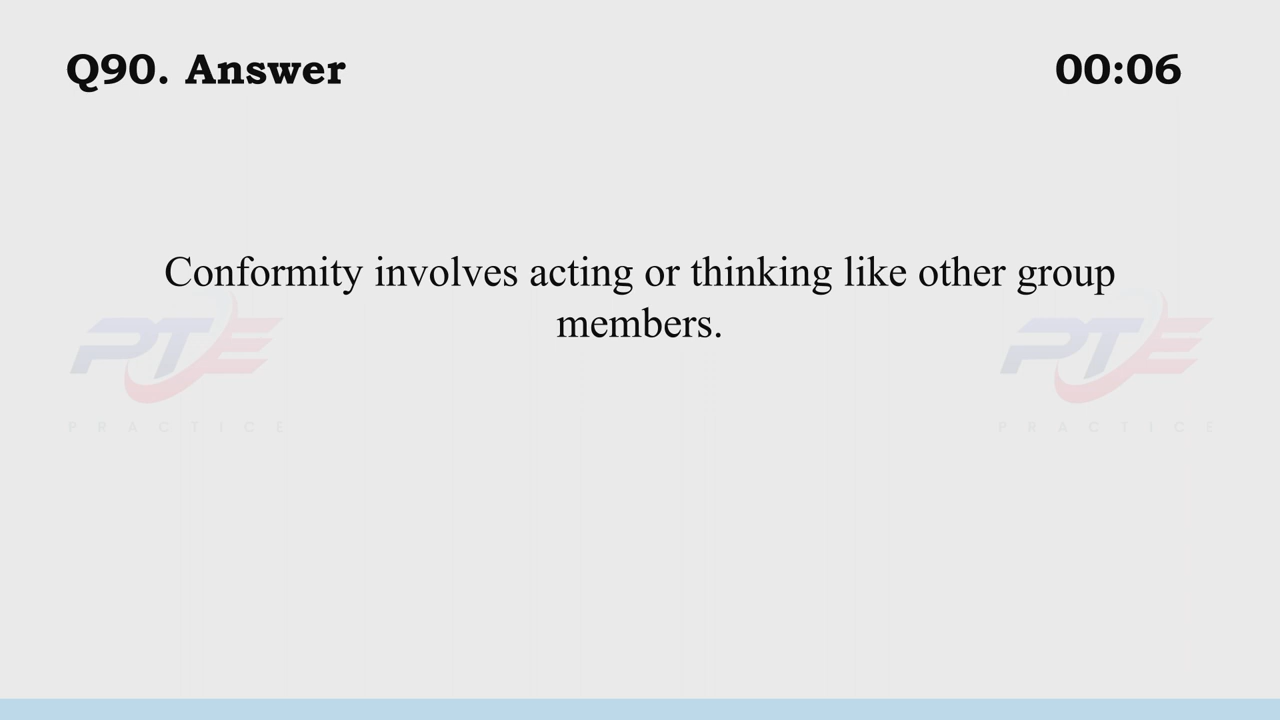 Q90. Answer
00:06
Conformity involves acting or thinking like other group
members.
PTE
PRACTICE
PTE
PRACTICE